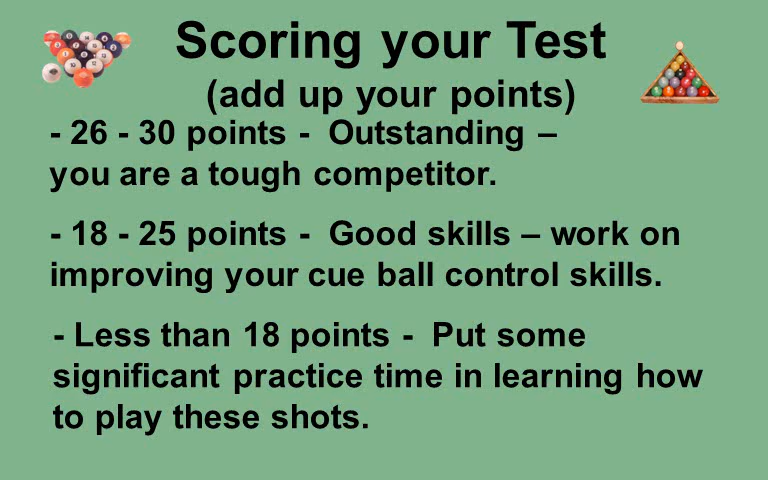 Scoring your Test
(add up your points)
- 26 - 30 points -  Outstanding –
you are a tough competitor.
- 18 - 25 points -  Good skills – work on
improving your cue ball control skills.
- Less than 18 points -  Put some
significant practice time in learning how
to play these shots.